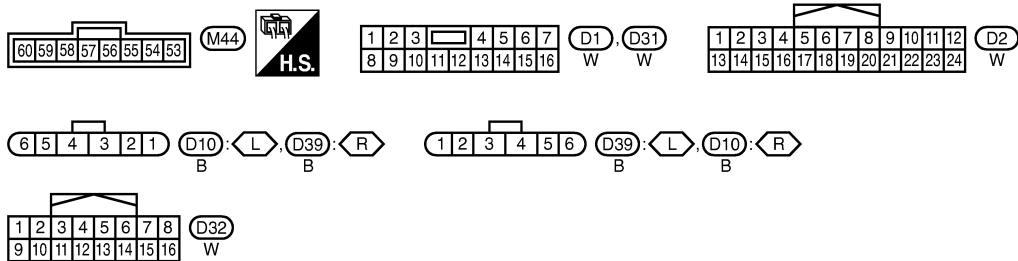 60 59 58 57 56 55 54 53 M44
H.S.
1 2 3 4 5 6 7 D1 , D31
8 9 10 11 12 13 14 15 16 W W
1 2 3 4 5 6 7 8 9 10 11 12 D2
13 14 15 16 17 18 19 20 21 22 23 24 W
6 5 4 3 2 1 D10 : L , D39 : R
B B
1 2 3 4 5 6 D39 : L , D10 : R
B B
1 2 3 4 5 6 7 8 D32
9 10 11 12 13 14 15 16 W